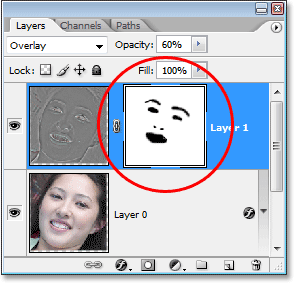 Layers Channels Paths
Overlay Opacity: 60%
Lock: Fill: 100%
Layer 1
Layer 0